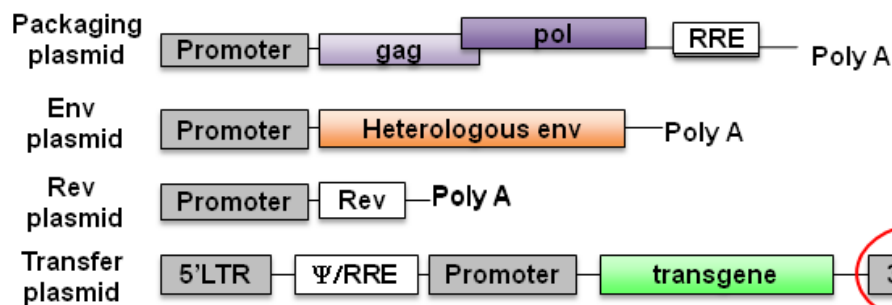 Packaging
plasmid
Promoter
gag
pol
RRE
Poly A
Env
plasmid
Promoter
Heterologous env
Poly A
Rev
plasmid
Promoter
Rev
Poly A
Transfer
plasmid
5'LTR
Ψ/RRE
Promoter
transgene